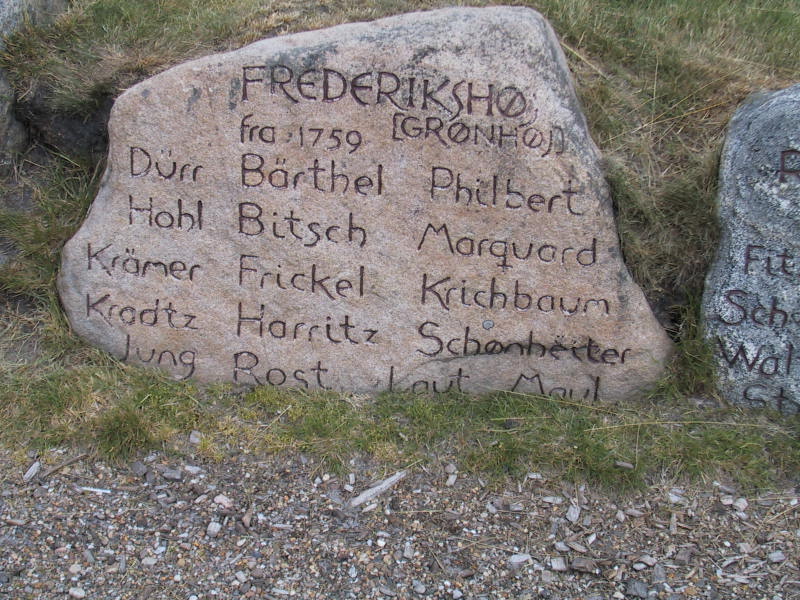 FREDERIKSHØJ
fra 1759 [GRØNHØJ]
Dürr Bärthel Philbert
Hohl Bitsch Marquard
Krämer Frickel Krichbaum
Kradtz Harritz Schønhëiter
Jung Rost Laut Maul